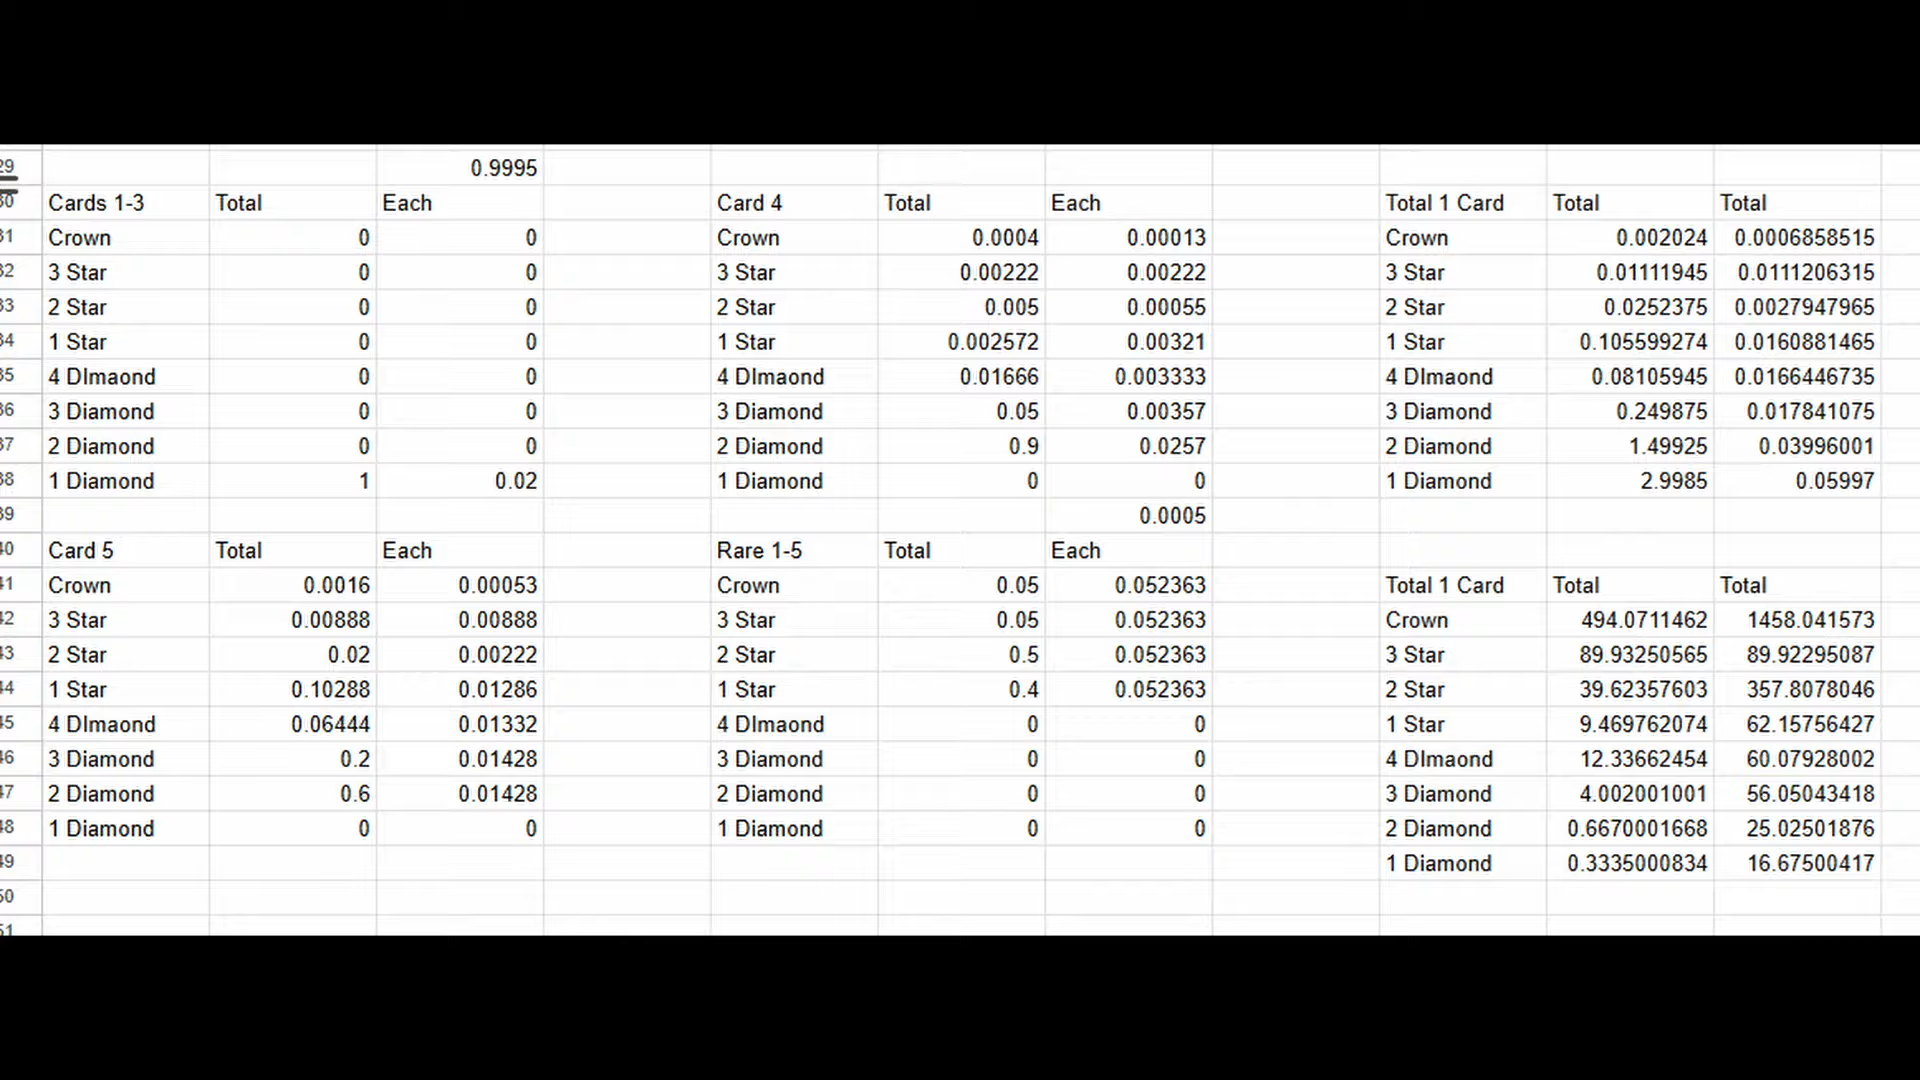 29 0.9995
30 Cards 1-3 Total Each Card 4 Total Each Total 1 Card Total Total
31 Crown 0 0 Crown 0.0004 0.00013 Crown 0.002024 0.0006858515
32 3 Star 0 0 3 Star 0.00222 0.00222 3 Star 0.01111945 0.0111206315
33 2 Star 0 0 2 Star 0.005 0.00055 2 Star 0.0252375 0.0027947965
34 1 Star 0 0 1 Star 0.002572 0.00321 1 Star 0.105599274 0.0160881465
35 4 DImaond 0 0 4 DImaond 0.01666 0.003333 4 DImaond 0.08105945 0.0166446735
36 3 Diamond 0 0 3 Diamond 0.05 0.00357 3 Diamond 0.249875 0.017841075
37 2 Diamond 0 0 2 Diamond 0.9 0.0257 2 Diamond 1.49925 0.03996001
38 1 Diamond 1 0.02 1 Diamond 0 0 1 Diamond 2.9985 0.05997
39 0.0005
40 Card 5 Total Each Rare 1-5 Total Each
41 Crown 0.0016 0.00053 Crown 0.05 0.052363 Total 1 Card Total Total
42 3 Star 0.00888 0.00888 3 Star 0.05 0.052363 Crown 494.0711462 1458.041573
43 2 Star 0.02 0.00222 2 Star 0.5 0.052363 3 Star 89.93250565 89.92295087
44 1 Star 0.10288 0.01286 1 Star 0.4 0.052363 2 Star 39.62357603 357.8078046
45 4 DImaond 0.06444 0.01332 4 DImaond 0 0 1 Star 9.469762074 62.15756427
46 3 Diamond 0.2 0.01428 3 Diamond 0 0 4 DImaond 12.33662454 60.07928002
47 2 Diamond 0.6 0.01428 2 Diamond 0 0 3 Diamond 4.002001001 56.05043418
48 1 Diamond 0 0 1 Diamond 0 0 2 Diamond 0.6670001668 25.02501876
49 1 Diamond 0.3335000834 16.67500417
50
51